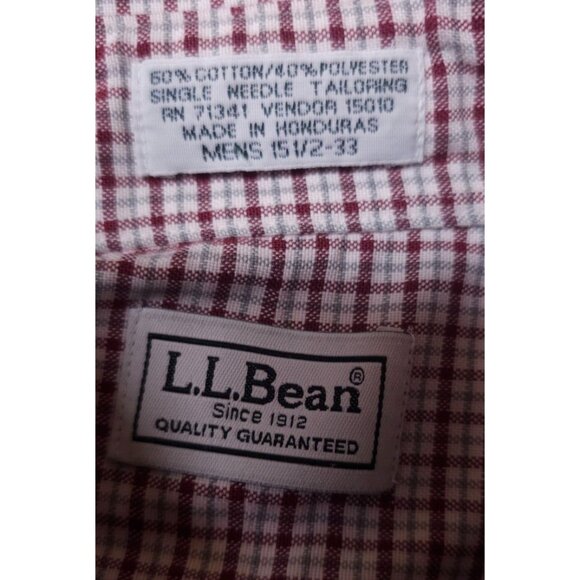 60% COTTON/40% POLYESTER
SINGLE NEEDLE TAILORING
RN 71341 VENDOR 15010
MADE IN HONDURAS
MENS 15 1/2-33
L.L.Bean®
Since 1912
QUALITY GUARANTEED